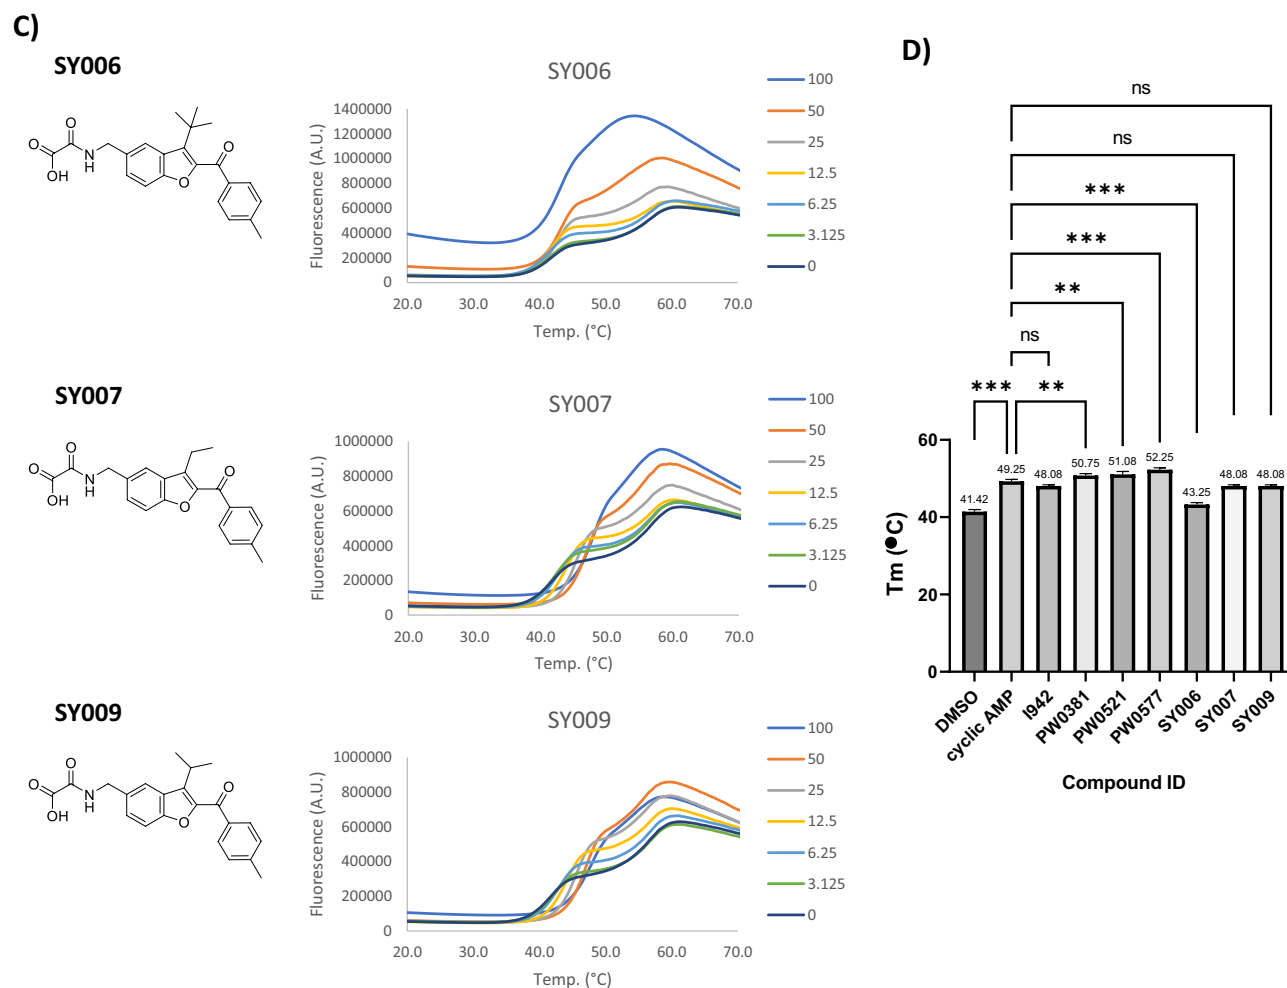 C)
SY006
O
O
OH
N
H
O
O
SY006
Fluorescence (A.U.)
1400000
1200000
1000000
800000
600000
400000
200000
0
20.0 30.0 40.0 50.0 60.0 70.0
Temp. (°C)
100
50
25
12.5
6.25
3.125
0
SY007
O
O
OH
N
H
O
O
SY007
Fluorescence (A.U.)
1000000
800000
600000
400000
200000
0
20.0 30.0 40.0 50.0 60.0 70.0
Temp. (°C)
100
50
25
12.5
6.25
3.125
0
SY009
O
O
OH
N
H
O
O
SY009
Fluorescence (A.U.)
1000000
800000
600000
400000
200000
0
20.0 30.0 40.0 50.0 60.0 70.0
Temp. (°C)
100
50
25
12.5
6.25
3.125
0
D)
ns
ns
***
***
**
ns
*** **
Tm (●C)
60
40
20
0
41.42 49.25 48.08 50.75 51.08 52.25 43.25 48.08 48.08
DMSO cyclic AMP I942 PW0381 PW0521 PW0577 SY006 SY007 SY009
Compound ID